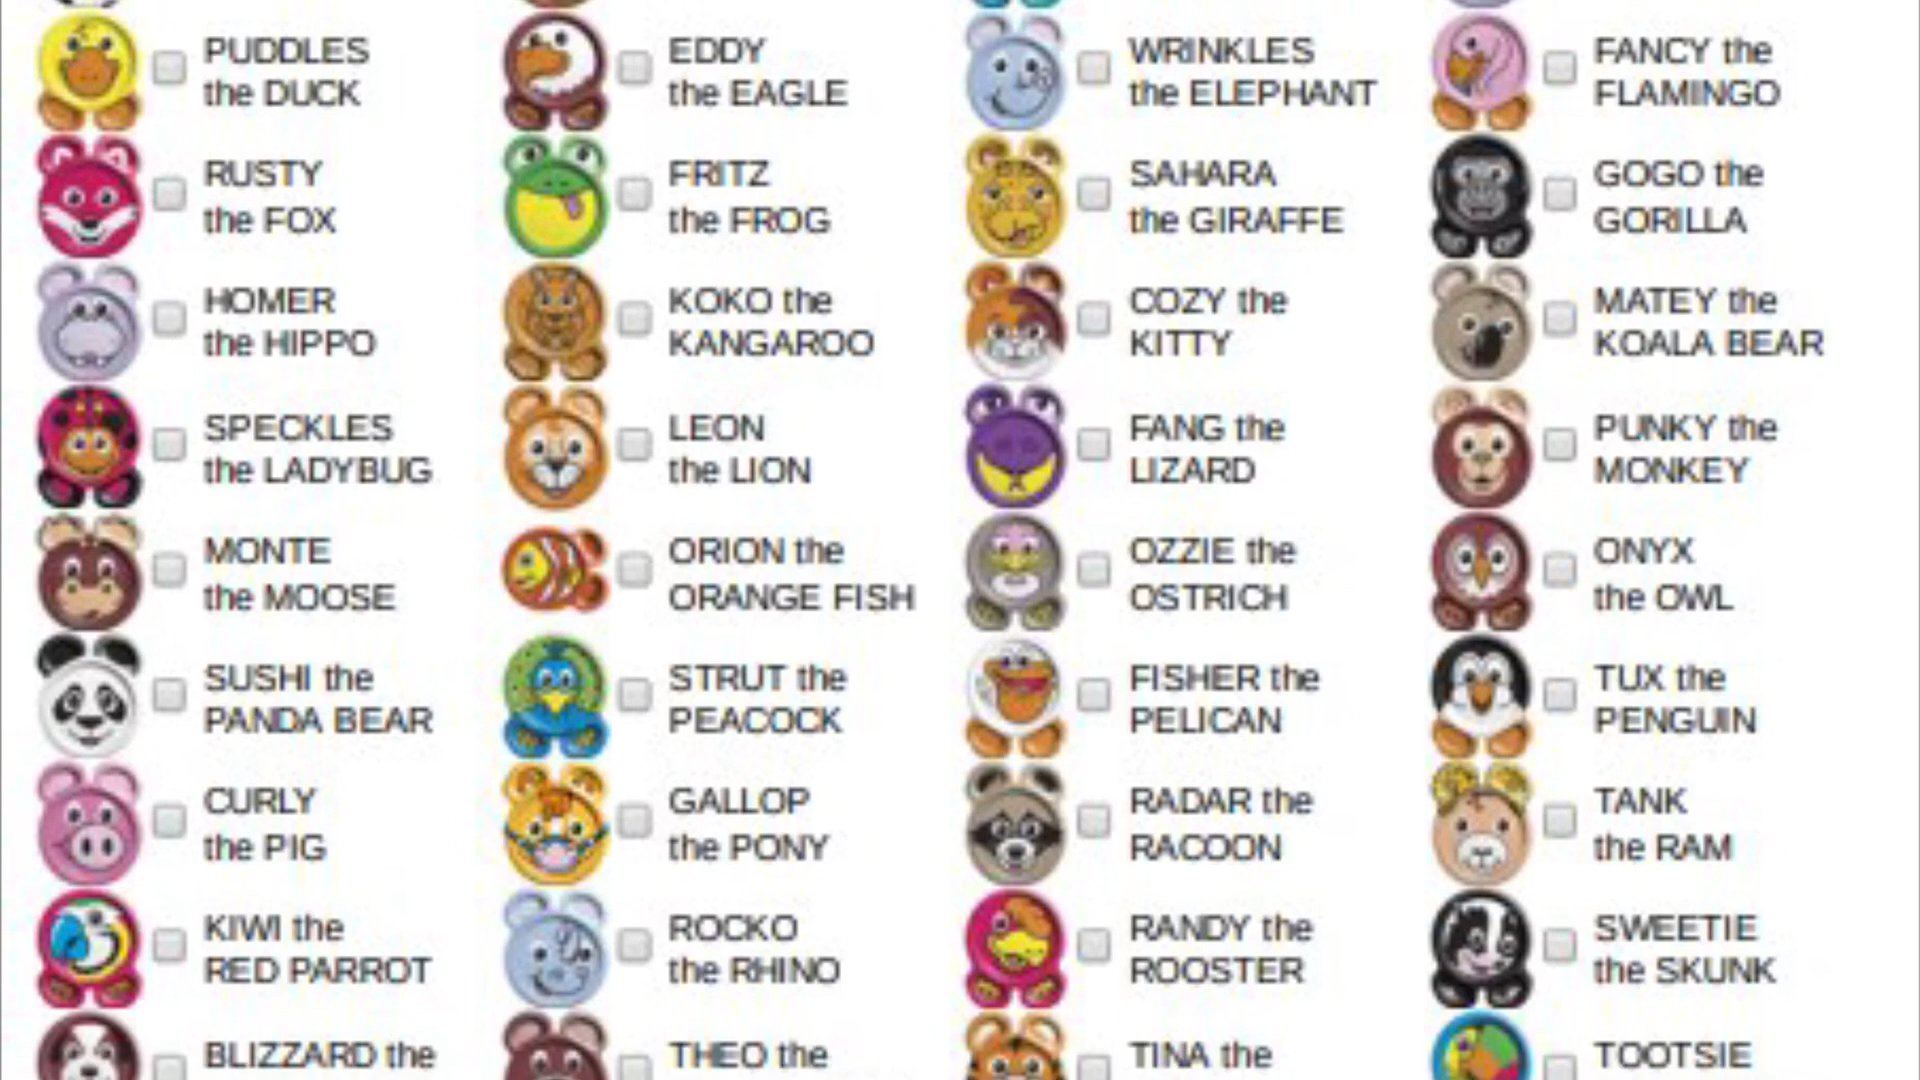 PUDDLES
the DUCK
EDDY
the EAGLE
WRINKLES
the ELEPHANT
FANCY the
FLAMINGO
RUSTY
the FOX
FRITZ
the FROG
SAHARA
the GIRAFFE
GOGO the
GORILLA
HOMER
the HIPPO
KOKO the
KANGAROO
COZY the
KITTY
MATEY the
KOALA BEAR
SPECKLES
the LADYBUG
LEON
the LION
FANG the
LIZARD
PUNKY the
MONKEY
MONTE
the MOOSE
ORION the
ORANGE FISH
OZZIE the
OSTRICH
ONYX
the OWL
SUSHI the
PANDA BEAR
STRUT the
PEACOCK
FISHER the
PELICAN
TUX the
PENGUIN
CURLY
the PIG
GALLOP
the PONY
RADAR the
RACOON
TANK
the RAM
KIWI the
RED PARROT
ROCKO
the RHINO
RANDY the
ROOSTER
SWEETIE
the SKUNK
BLIZZARD the
THEO the
TINA the
TOOTSIE